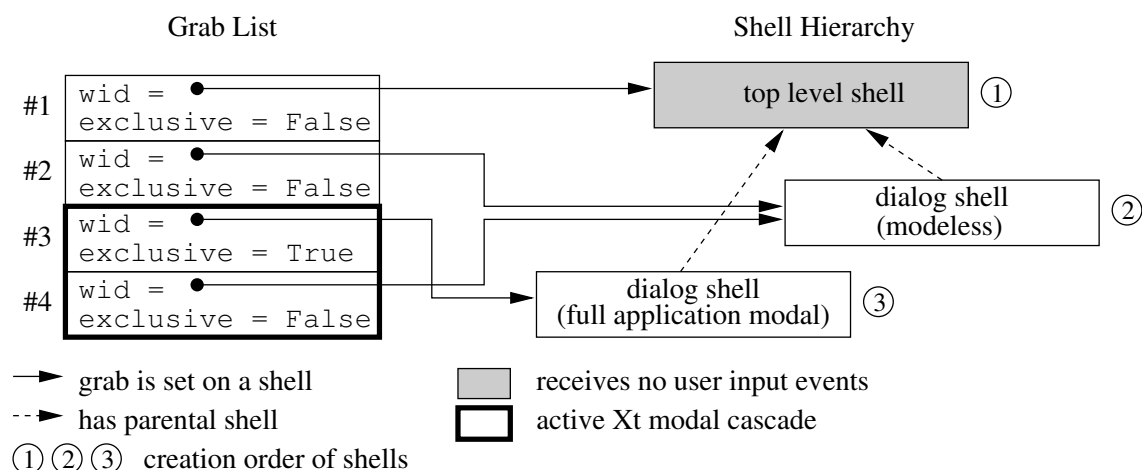 Grab List
Shell Hierarchy
#1
wid =
exclusive = False
top level shell
1
#2
wid =
exclusive = False
dialog shell
(modeless)
2
#3
wid =
exclusive = True
#4
wid =
exclusive = False
dialog shell
(full application modal)
3
grab is set on a shell
receives no user input events
has parental shell
active Xt modal cascade
1 2 3 creation order of shells